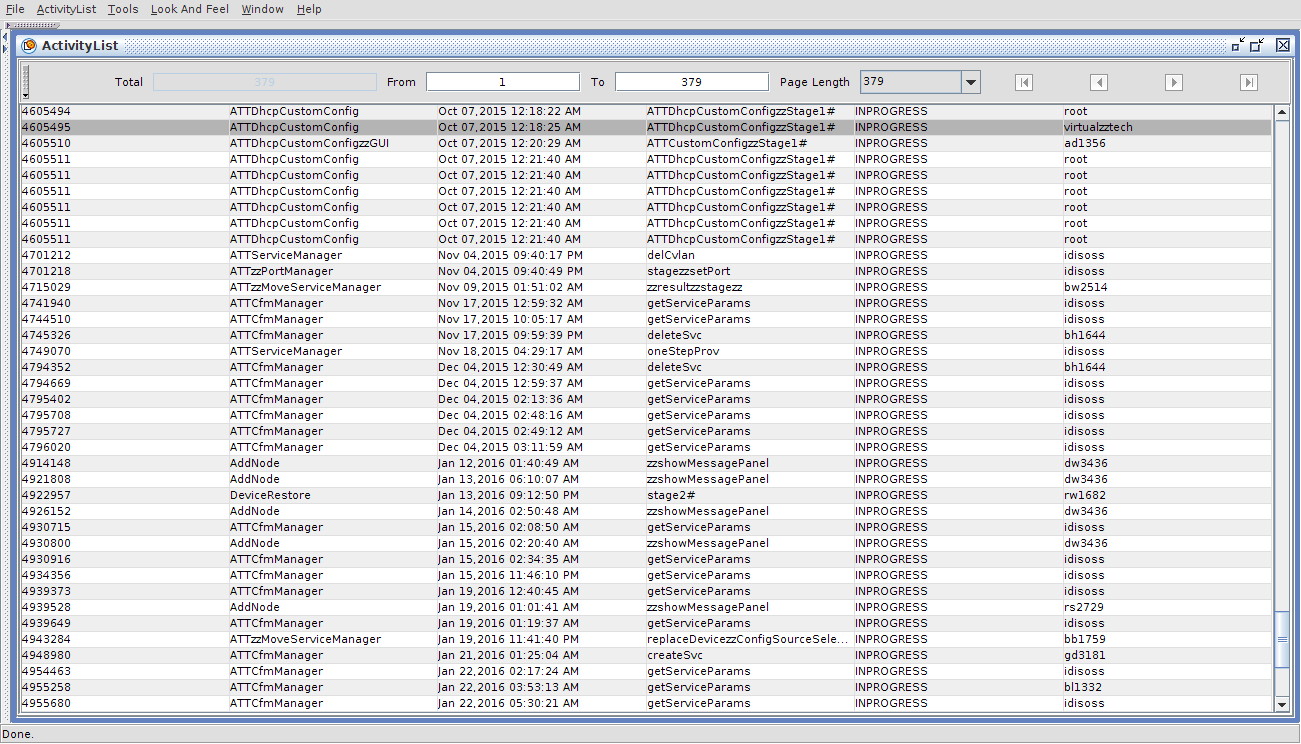 File ActivityList Tools Look And Feel Window Help
ActivityList
Total 379 From 1 To 379 Page Length 379
4605494 ATTDhcpCustomConfig Oct 07,2015 12:18:22 AM ATTDhcpCustomConfigzzStage1# INPROGRESS root
4605495 ATTDhcpCustomConfig Oct 07,2015 12:18:25 AM ATTDhcpCustomConfigzzStage1# INPROGRESS virtualzztech
4605510 ATTDhcpCustomConfigzzGUI Oct 07,2015 12:20:29 AM ATTCustomConfigzzStage1# INPROGRESS ad1356
4605511 ATTDhcpCustomConfig Oct 07,2015 12:21:40 AM ATTDhcpCustomConfigzzStage1# INPROGRESS root
4605511 ATTDhcpCustomConfig Oct 07,2015 12:21:40 AM ATTDhcpCustomConfigzzStage1# INPROGRESS root
4605511 ATTDhcpCustomConfig Oct 07,2015 12:21:40 AM ATTDhcpCustomConfigzzStage1# INPROGRESS root
4605511 ATTDhcpCustomConfig Oct 07,2015 12:21:40 AM ATTDhcpCustomConfigzzStage1# INPROGRESS root
4605511 ATTDhcpCustomConfig Oct 07,2015 12:21:40 AM ATTDhcpCustomConfigzzStage1# INPROGRESS root
4605511 ATTDhcpCustomConfig Oct 07,2015 12:21:40 AM ATTDhcpCustomConfigzzStage1# INPROGRESS root
4701212 ATTServiceManager Nov 04,2015 09:40:17 PM delCvlan INPROGRESS idisoss
4701218 ATTzzPortManager Nov 04,2015 09:40:49 PM stagezzsetPort INPROGRESS idisoss
4715029 ATTzzMoveServiceManager Nov 09,2015 01:51:02 AM zzresultzzstagezz INPROGRESS bw2514
4741940 ATTCfmManager Nov 17,2015 12:59:32 AM getServiceParams INPROGRESS idisoss
4744510 ATTCfmManager Nov 17,2015 10:05:17 AM getServiceParams INPROGRESS idisoss
4745326 ATTCfmManager Nov 17,2015 09:59:39 PM deleteSvc INPROGRESS bh1644
4749070 ATTServiceManager Nov 18,2015 04:29:17 AM oneStepProv INPROGRESS idisoss
4794352 ATTCfmManager Dec 04,2015 12:30:49 AM deleteSvc INPROGRESS bh1644
4794669 ATTCfmManager Dec 04,2015 12:59:37 AM getServiceParams INPROGRESS idisoss
4795402 ATTCfmManager Dec 04,2015 02:13:36 AM getServiceParams INPROGRESS idisoss
4795708 ATTCfmManager Dec 04,2015 02:48:16 AM getServiceParams INPROGRESS idisoss
4795727 ATTCfmManager Dec 04,2015 02:49:12 AM getServiceParams INPROGRESS idisoss
4796020 ATTCfmManager Dec 04,2015 03:11:59 AM getServiceParams INPROGRESS idisoss
4914148 AddNode Jan 12,2016 01:40:49 AM zzshowMessagePanel INPROGRESS dw3436
4921808 AddNode Jan 13,2016 06:10:07 AM zzshowMessagePanel INPROGRESS dw3436
4922957 DeviceRestore Jan 13,2016 09:12:50 PM stage2# INPROGRESS rw1682
4926152 AddNode Jan 14,2016 02:50:48 AM zzshowMessagePanel INPROGRESS dw3436
4930715 ATTCfmManager Jan 15,2016 02:08:50 AM getServiceParams INPROGRESS idisoss
4930800 AddNode Jan 15,2016 02:20:40 AM zzshowMessagePanel INPROGRESS dw3436
4930916 ATTCfmManager Jan 15,2016 02:34:35 AM getServiceParams INPROGRESS idisoss
4934356 ATTCfmManager Jan 15,2016 11:46:10 PM getServiceParams INPROGRESS idisoss
4939373 ATTCfmManager Jan 19,2016 12:40:45 AM getServiceParams INPROGRESS idisoss
4939528 AddNode Jan 19,2016 01:01:41 AM zzshowMessagePanel INPROGRESS rs2729
4939649 ATTCfmManager Jan 19,2016 01:19:37 AM getServiceParams INPROGRESS idisoss
4943284 ATTzzMoveServiceManager Jan 19,2016 11:41:40 PM replaceDevicezzConfigSourceSele... INPROGRESS bb1759
4948980 ATTCfmManager Jan 21,2016 01:25:04 AM createSvc INPROGRESS gd3181
4954463 ATTCfmManager Jan 22,2016 02:17:24 AM getServiceParams INPROGRESS idisoss
4955258 ATTCfmManager Jan 22,2016 03:53:13 AM getServiceParams INPROGRESS bl1332
4955680 ATTCfmManager Jan 22,2016 05:30:21 AM getServiceParams INPROGRESS idisoss
Done.